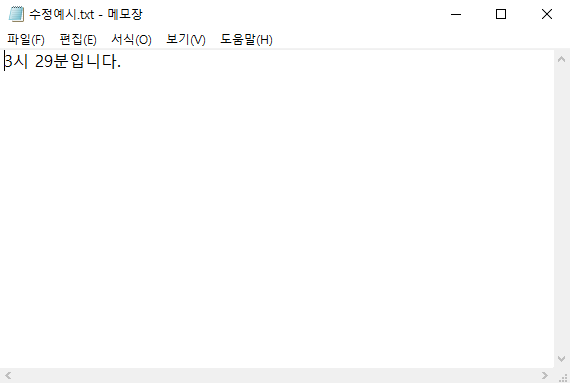 수정예시.txt - 메모장
파일(F) 편집(E) 서식(O) 보기(V) 도움말(H)
3시 29분입니다.